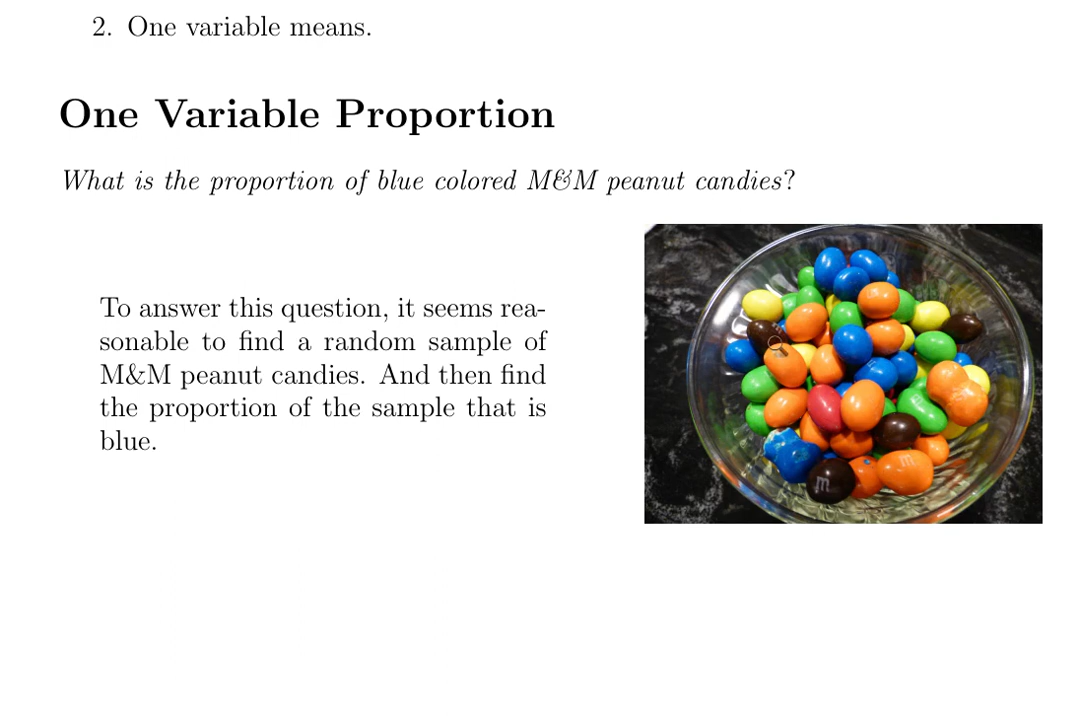 2. One variable means.
One Variable Proportion
What is the proportion of blue colored M&M peanut candies?
To answer this question, it seems rea-
sonable to find a random sample of
M&M peanut candies. And then find
the proportion of the sample that is
blue.
m
m